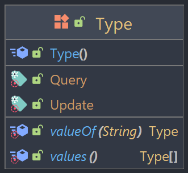 Type
Type()
Query
Update
valueOf(String) Type
values() Type[]